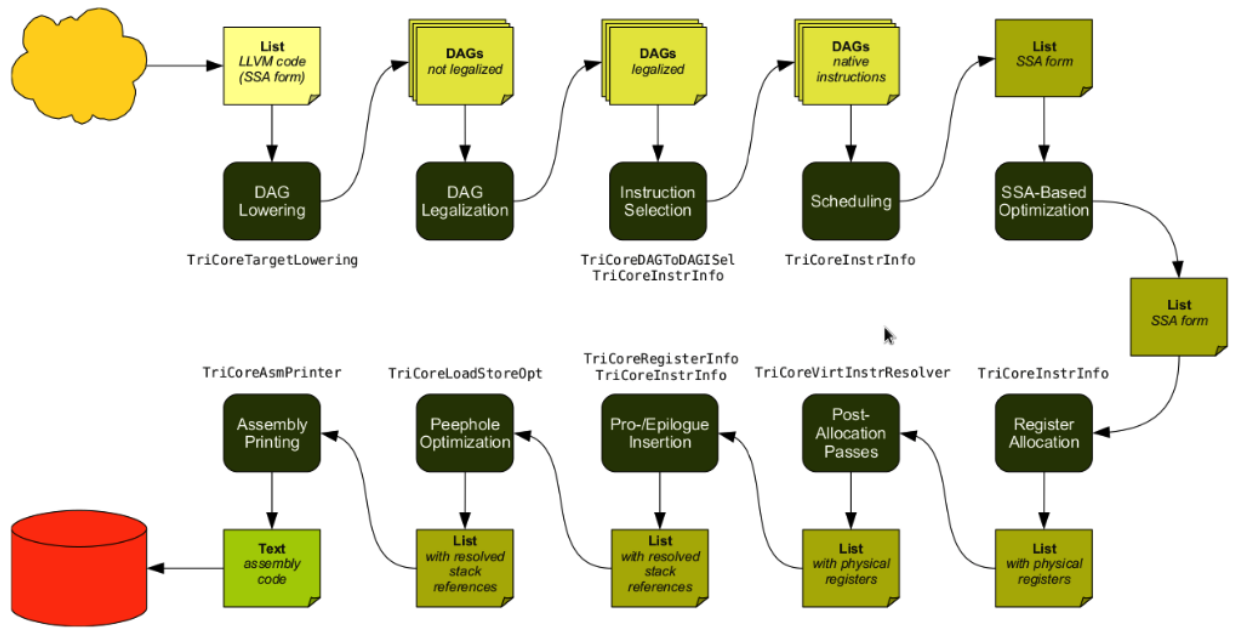 List
LLVM code
(SSA form)
DAGs
not legalized
DAGs
legalized
DAGs
native
instructions
List
SSA form
DAG
Lowering
DAG
Legalization
Instruction
Selection
Scheduling
SSA-Based
Optimization
TriCoreTargetLowering
TriCoreDAGToDAGISel
TriCoreInstrInfo
TriCoreInstrInfo
List
SSA form
TriCoreAsmPrinter
TriCoreLoadStoreOpt
TriCoreRegisterInfo
TriCoreInstrInfo
TriCoreVirtInstrResolver
TriCoreInstrInfo
Assembly
Printing
Peephole
Optimization
Pro-/Epilogue
Insertion
Post-
Allocation
Passes
Register
Allocation
Text
assembly
code
List
with resolved
stack
references
List
with resolved
stack
references
List
with physical
registers
List
with physical
registers